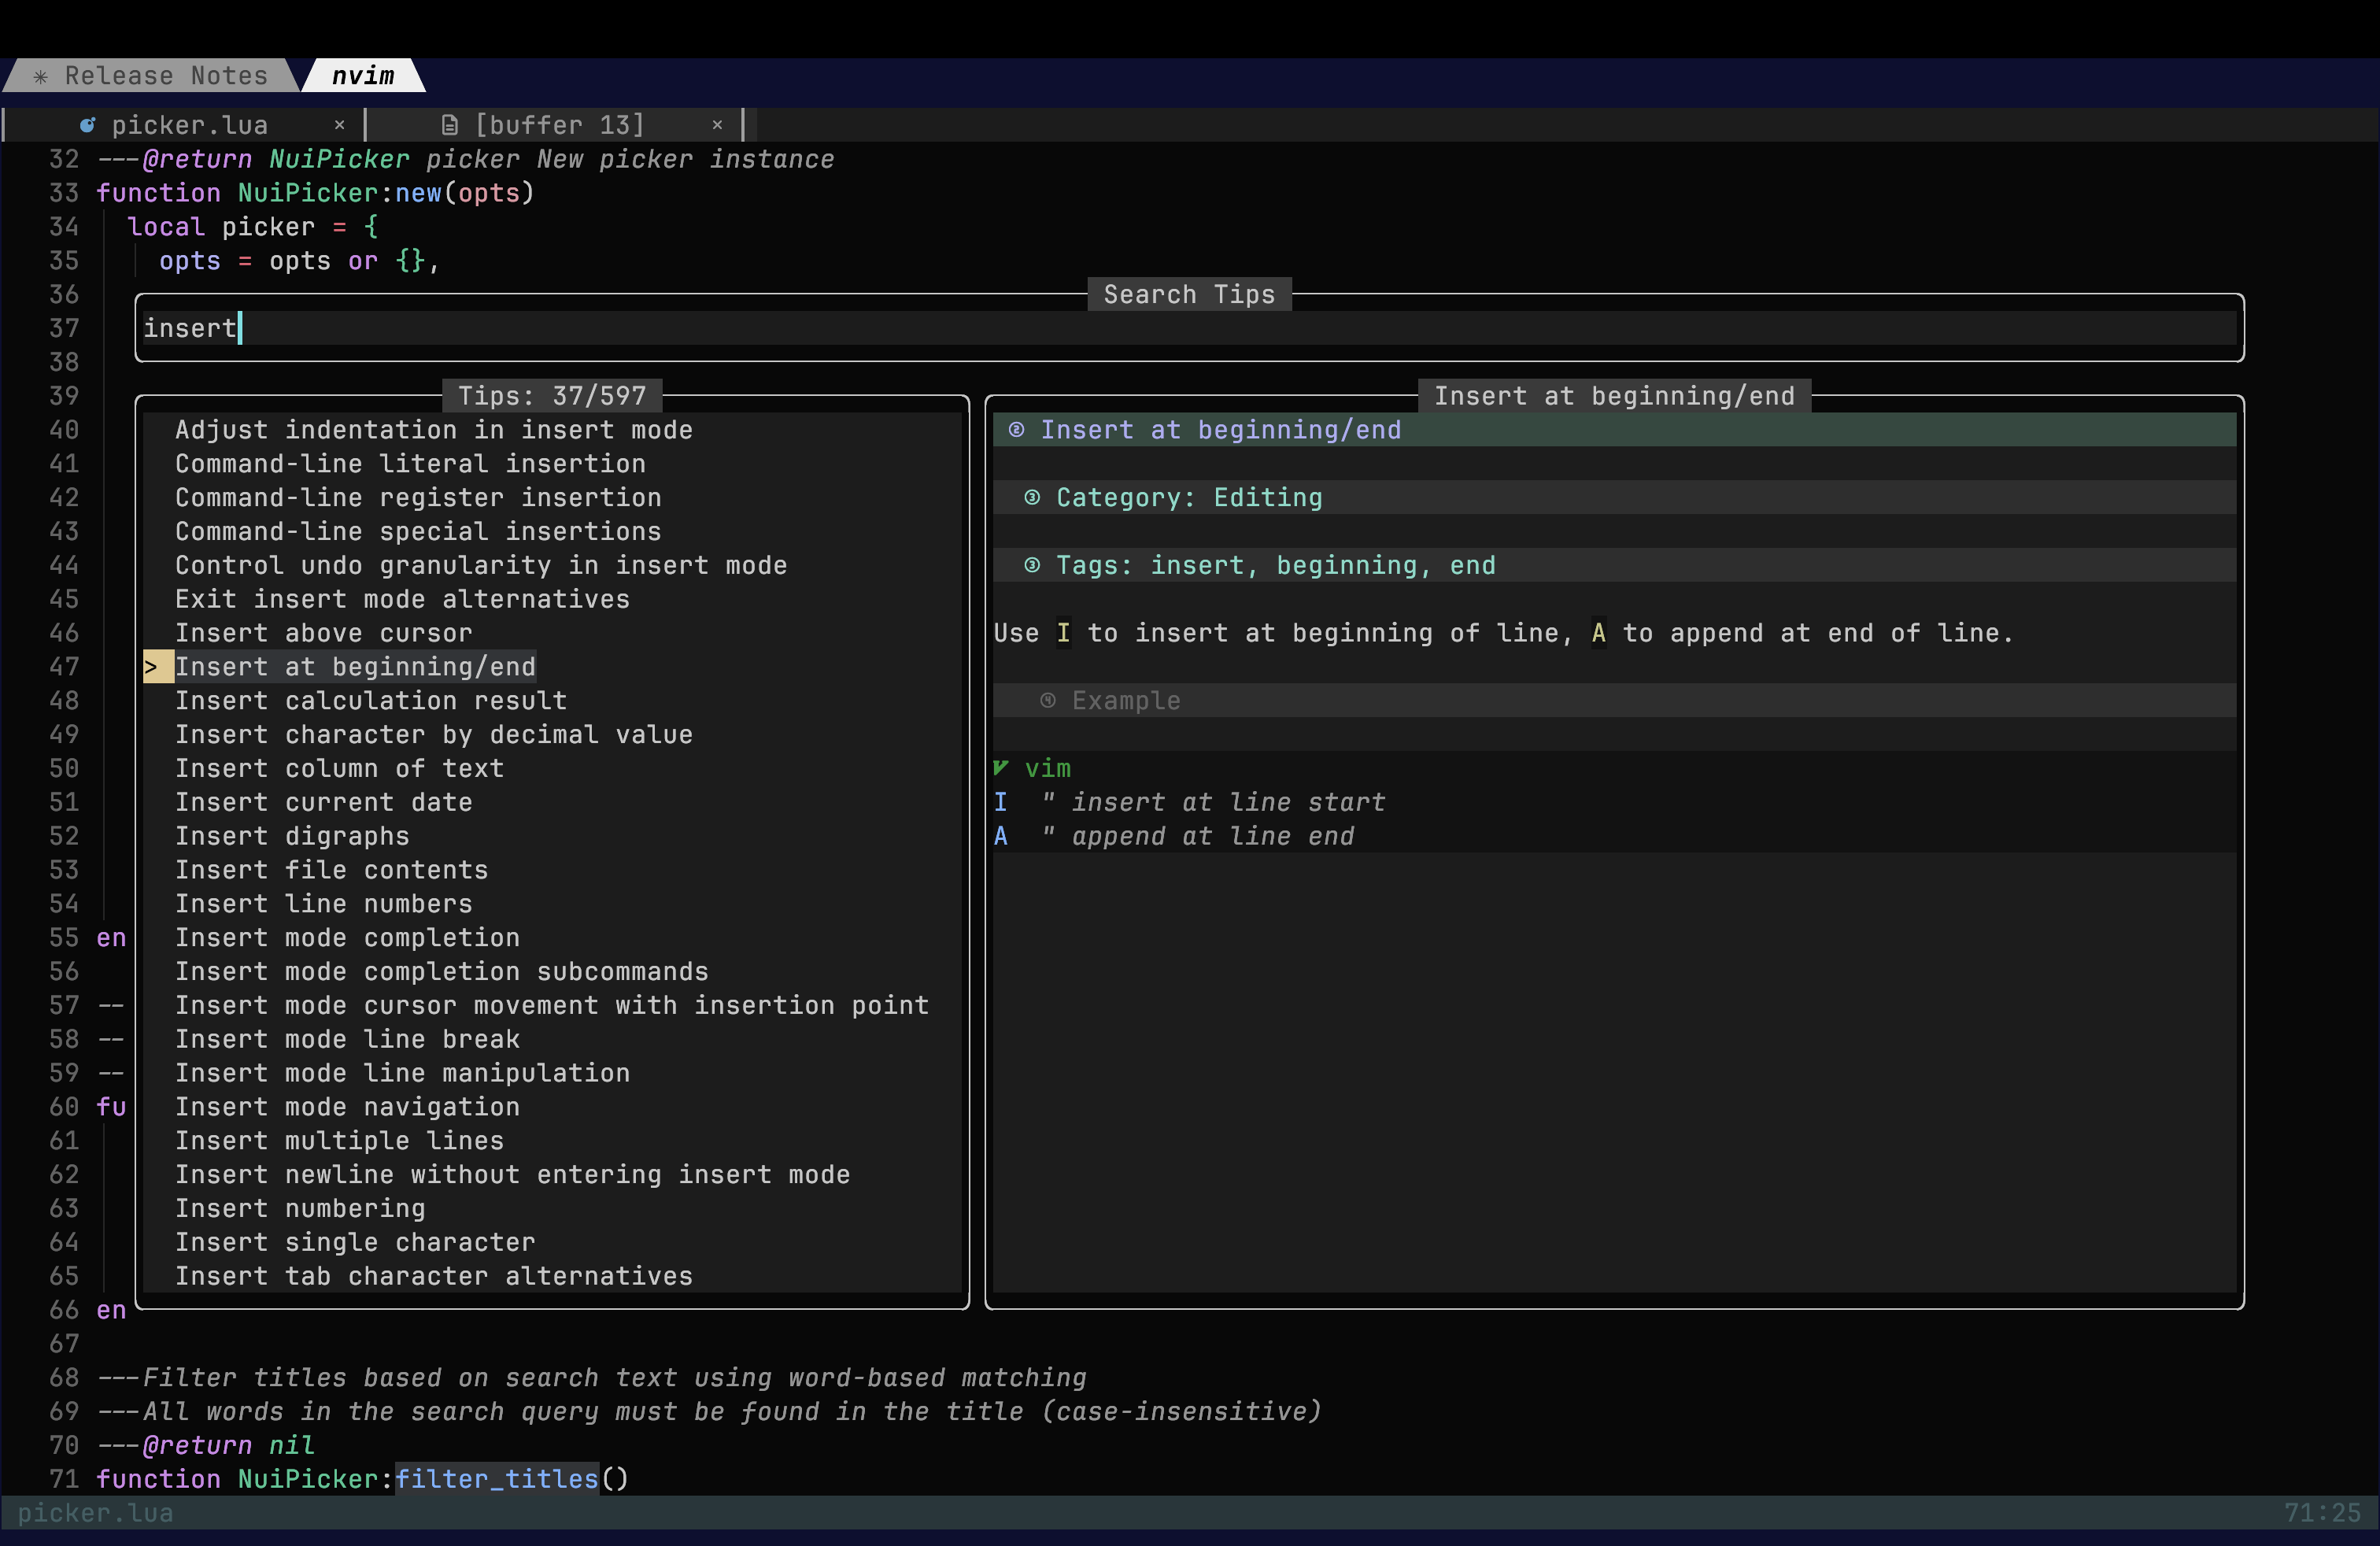 ✳ Release Notes nvim
picker.lua × [buffer 13] ×
32 ---@return NuiPicker picker New picker instance
33 function NuiPicker:new(opts)
34 local picker = {
35 opts = opts or {},
36 Search Tips
37 insert
38
39 Tips: 37/597 Insert at beginning/end
40 Adjust indentation in insert mode ② Insert at beginning/end
41 Command-line literal insertion
42 Command-line register insertion ③ Category: Editing
43 Command-line special insertions
44 Control undo granularity in insert mode ③ Tags: insert, beginning, end
45 Exit insert mode alternatives
46 Insert above cursor Use I to insert at beginning of line, A to append at end of line.
47 > Insert at beginning/end
48 Insert calculation result ④ Example
49 Insert character by decimal value
50 Insert column of text vim
51 Insert current date I " insert at line start
52 Insert digraphs A " append at line end
53 Insert file contents
54 Insert line numbers
55 en Insert mode completion
56 Insert mode completion subcommands
57 -- Insert mode cursor movement with insertion point
58 -- Insert mode line break
59 -- Insert mode line manipulation
60 fu Insert mode navigation
61 Insert multiple lines
62 Insert newline without entering insert mode
63 Insert numbering
64 Insert single character
65 Insert tab character alternatives
66 en
67
68 ---Filter titles based on search text using word-based matching
69 ---All words in the search query must be found in the title (case-insensitive)
70 ---@return nil
71 function NuiPicker:filter_titles()
picker.lua 71:25